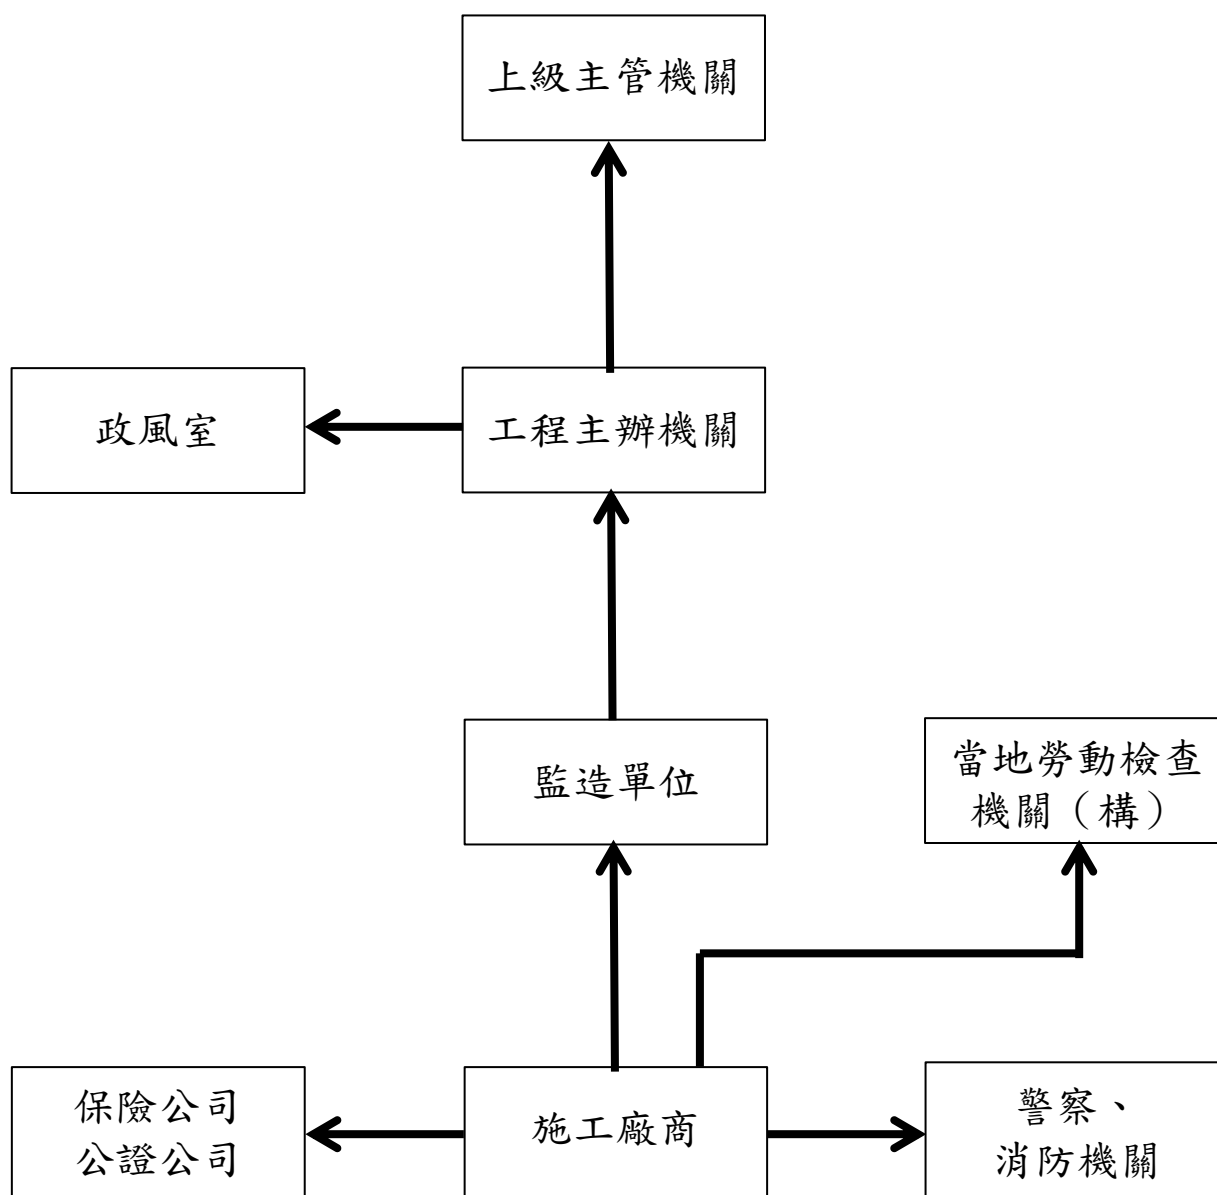 上級主管機關
政風室
工程主辦機關
監造單位
當地勞動檢查
機關（構）
保險公司
公證公司
施工廠商
警察、
消防機關